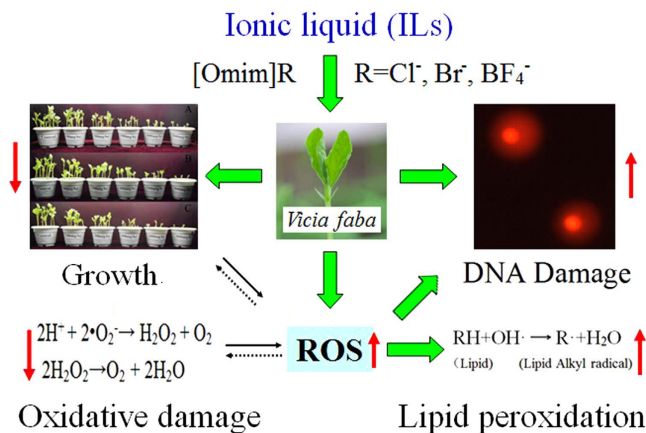 Ionic liquid (ILs)
[Omim]R R=Cl⁻, Br⁻, BF₄⁻
A
B
C
Vicia faba
Growth.
DNA Damage
2H⁺ + 2•O₂⁻→ H₂O₂ + O₂
2H₂O₂→O₂ + 2H₂O
ROS
RH+OH· → R·+H₂O
(Lipid) (Lipid Alkyl radical)
Oxidative damage
Lipid peroxidation